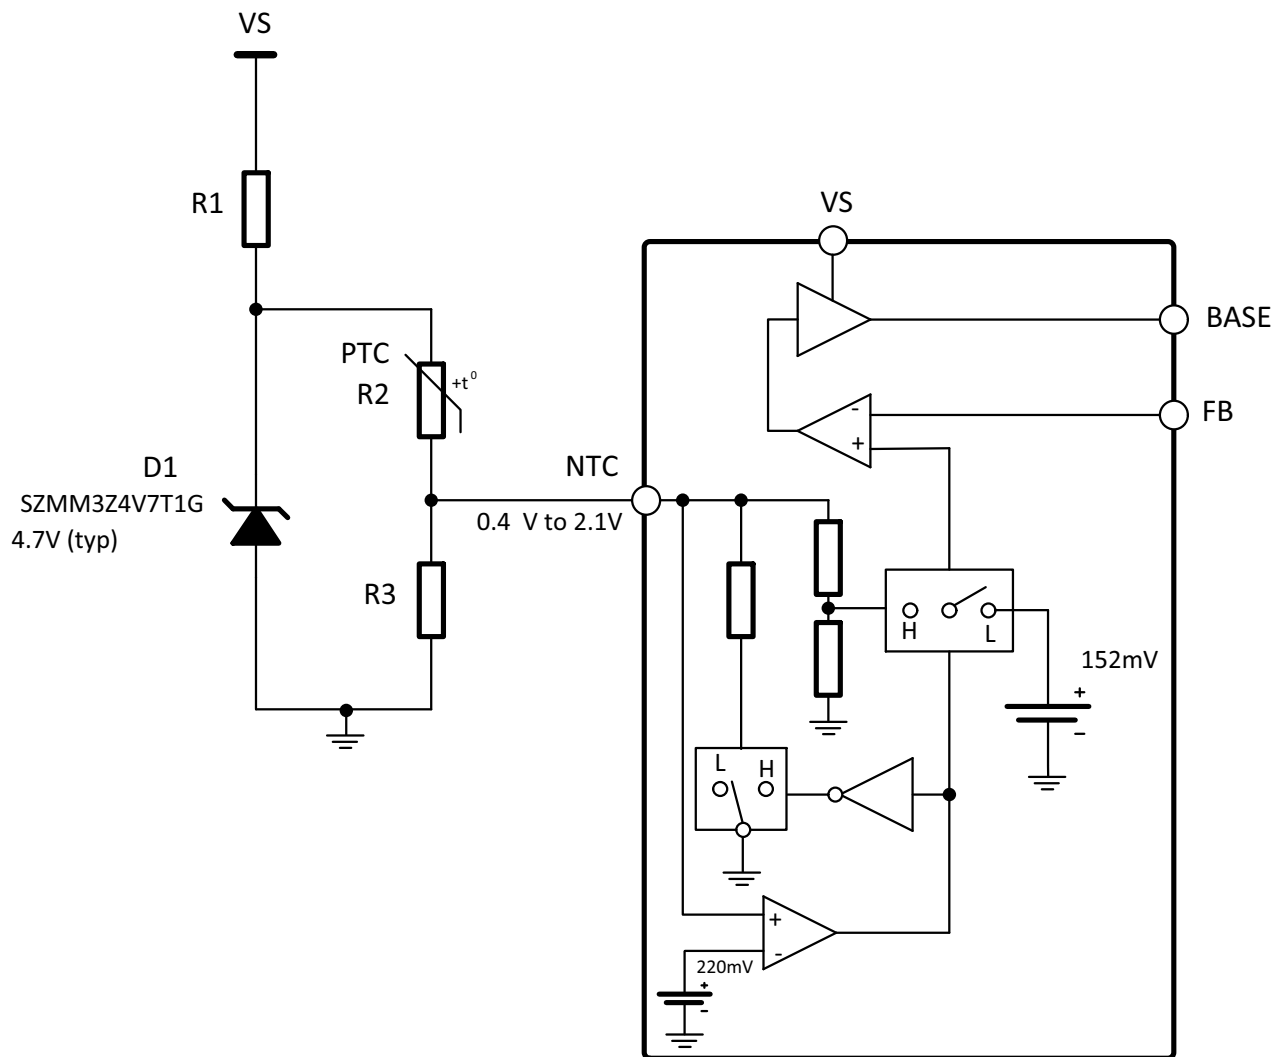 VS
R1
PTC
R2
+t⁰
D1
SZMM3Z4V7T1G
4.7V (typ)
R3
NTC
0.4 V to 2.1V
VS
BASE
FB
-
+
H
L
152mV
+
-
L
H
+
-
220mV
+
-